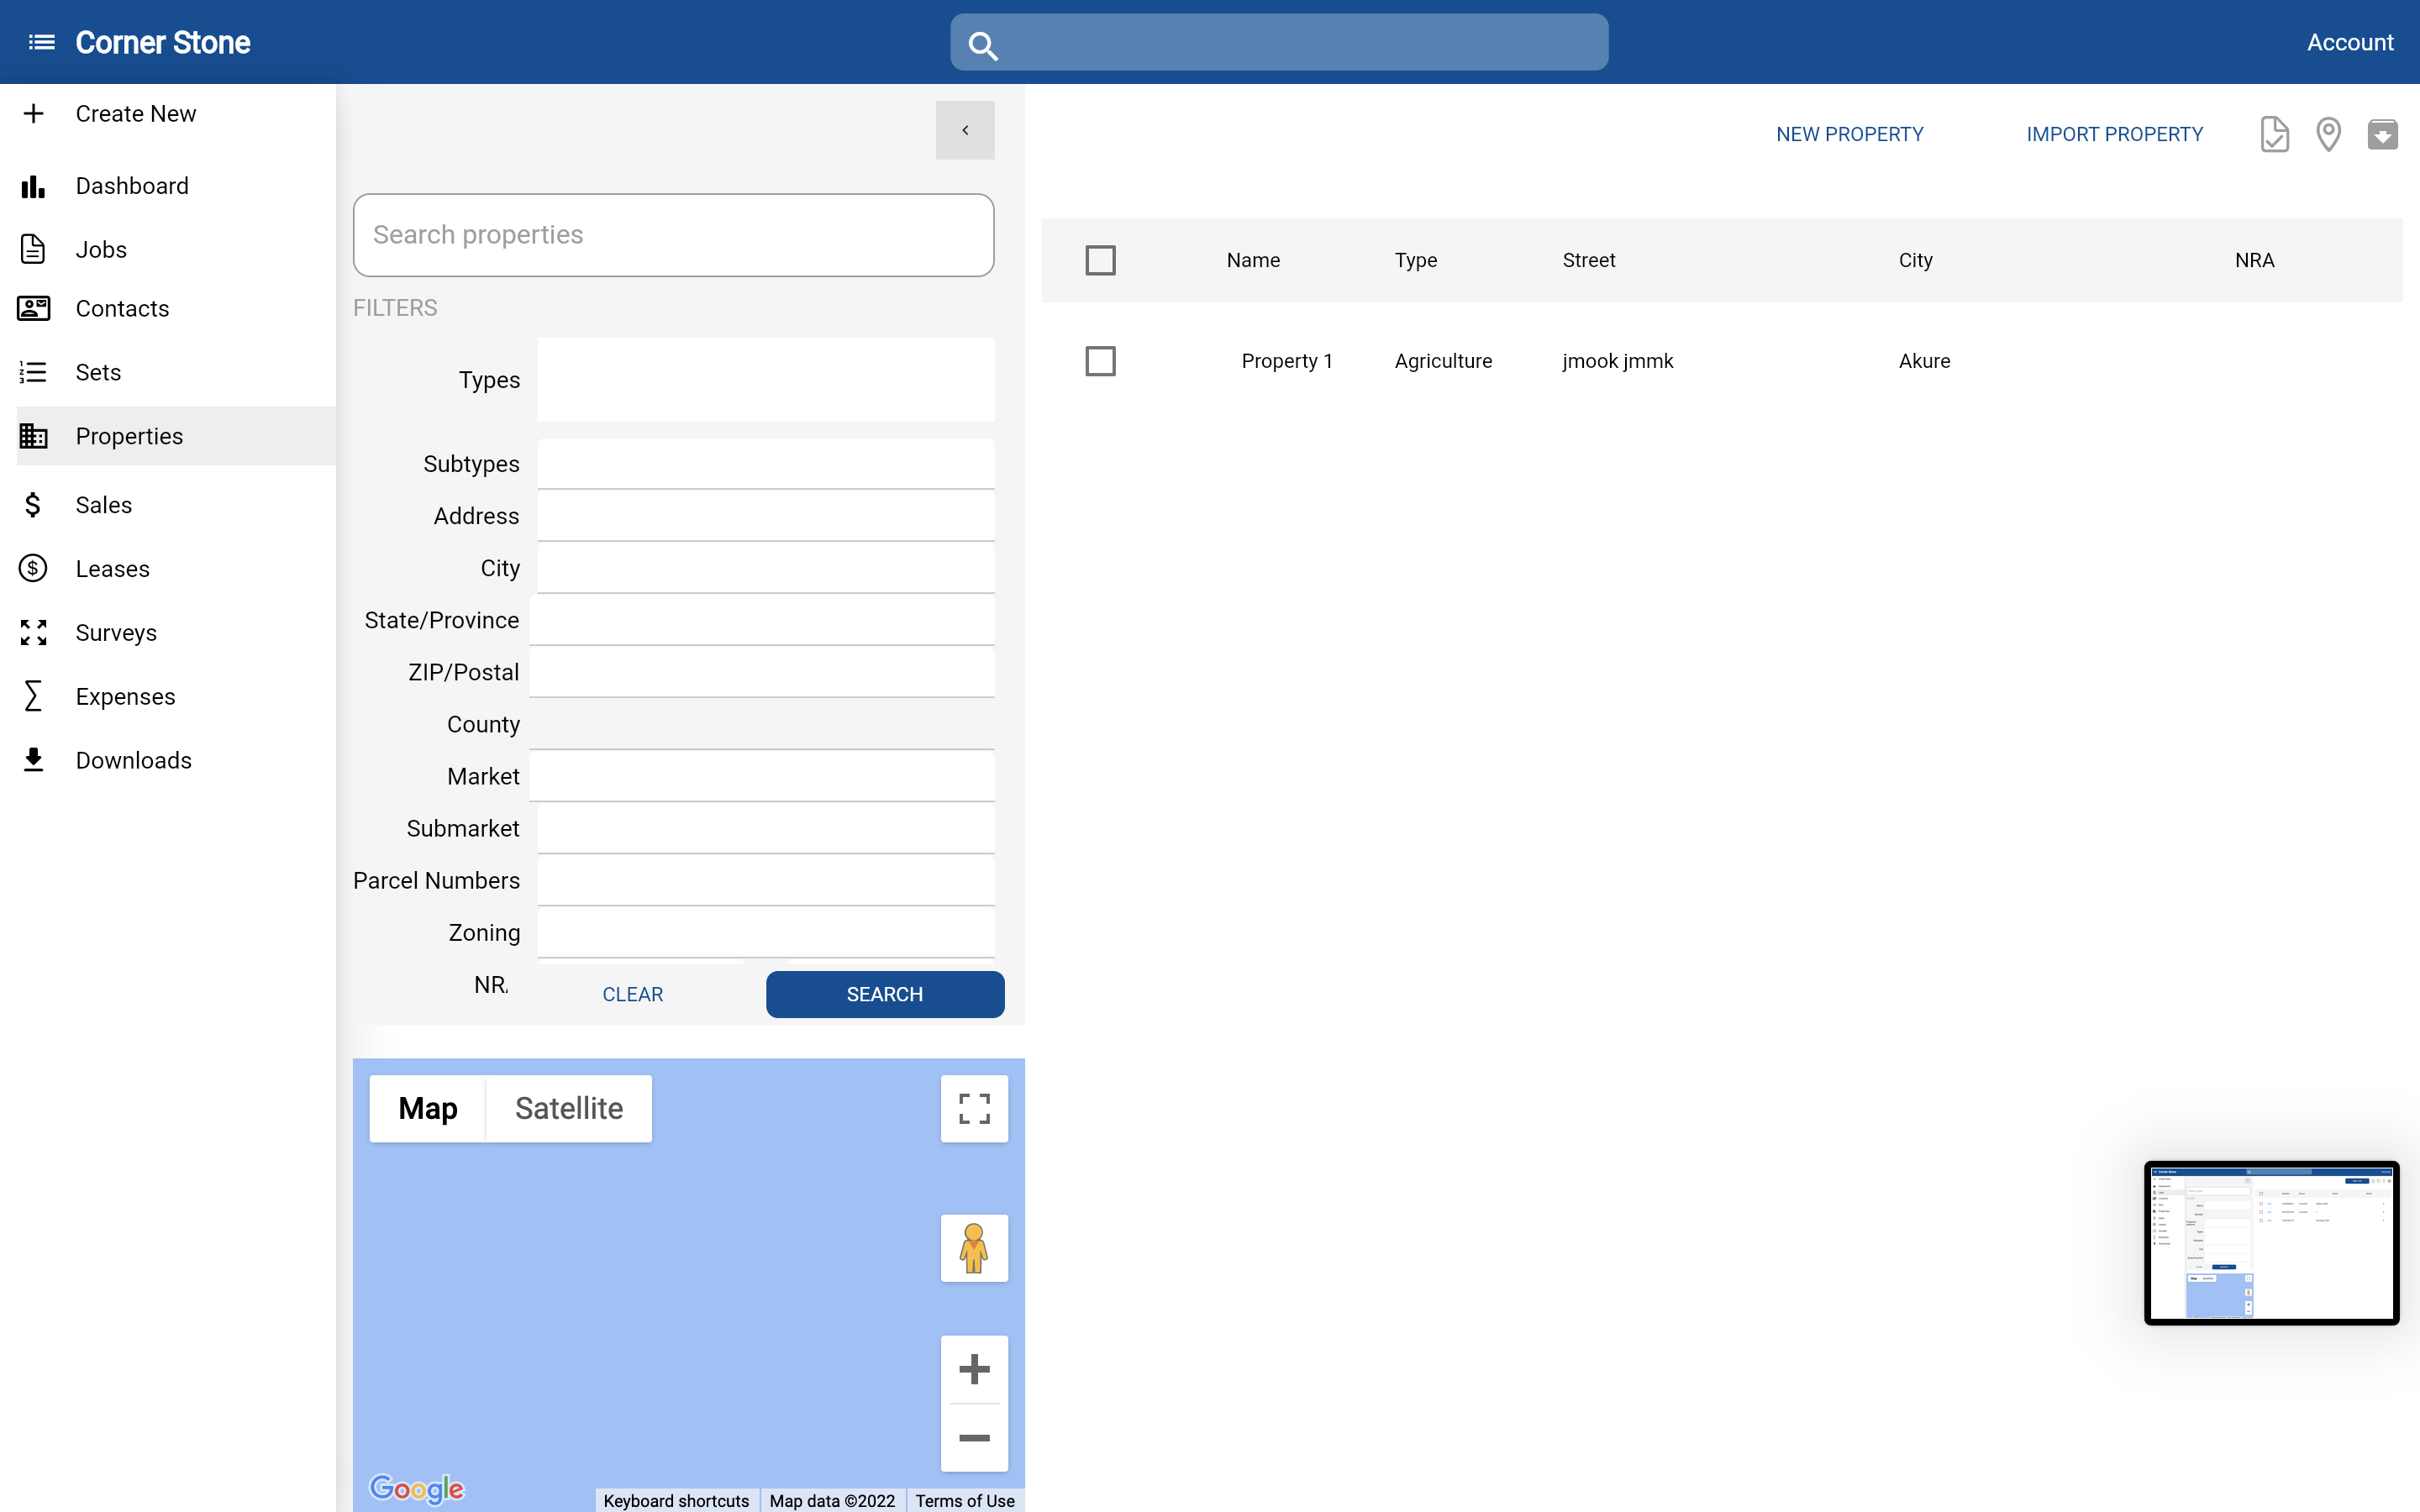 Corner Stone
Account
Create New
Dashboard
Jobs
Contacts
Sets
Properties
Sales
Leases
Surveys
Expenses
Downloads
Search properties
FILTERS
Types
Subtypes
Address
City
State/Province
ZIP/Postal
County
Market
Submarket
Parcel Numbers
Zoning
CLEAR
SEARCH
Map
Satellite
Google
Keyboard shortcuts
Map data ©2022
Terms of Use
NEW PROPERTY
IMPORT PROPERTY
Name Type Street City NRA
Property 1 Agriculture jmook jmmk Akure